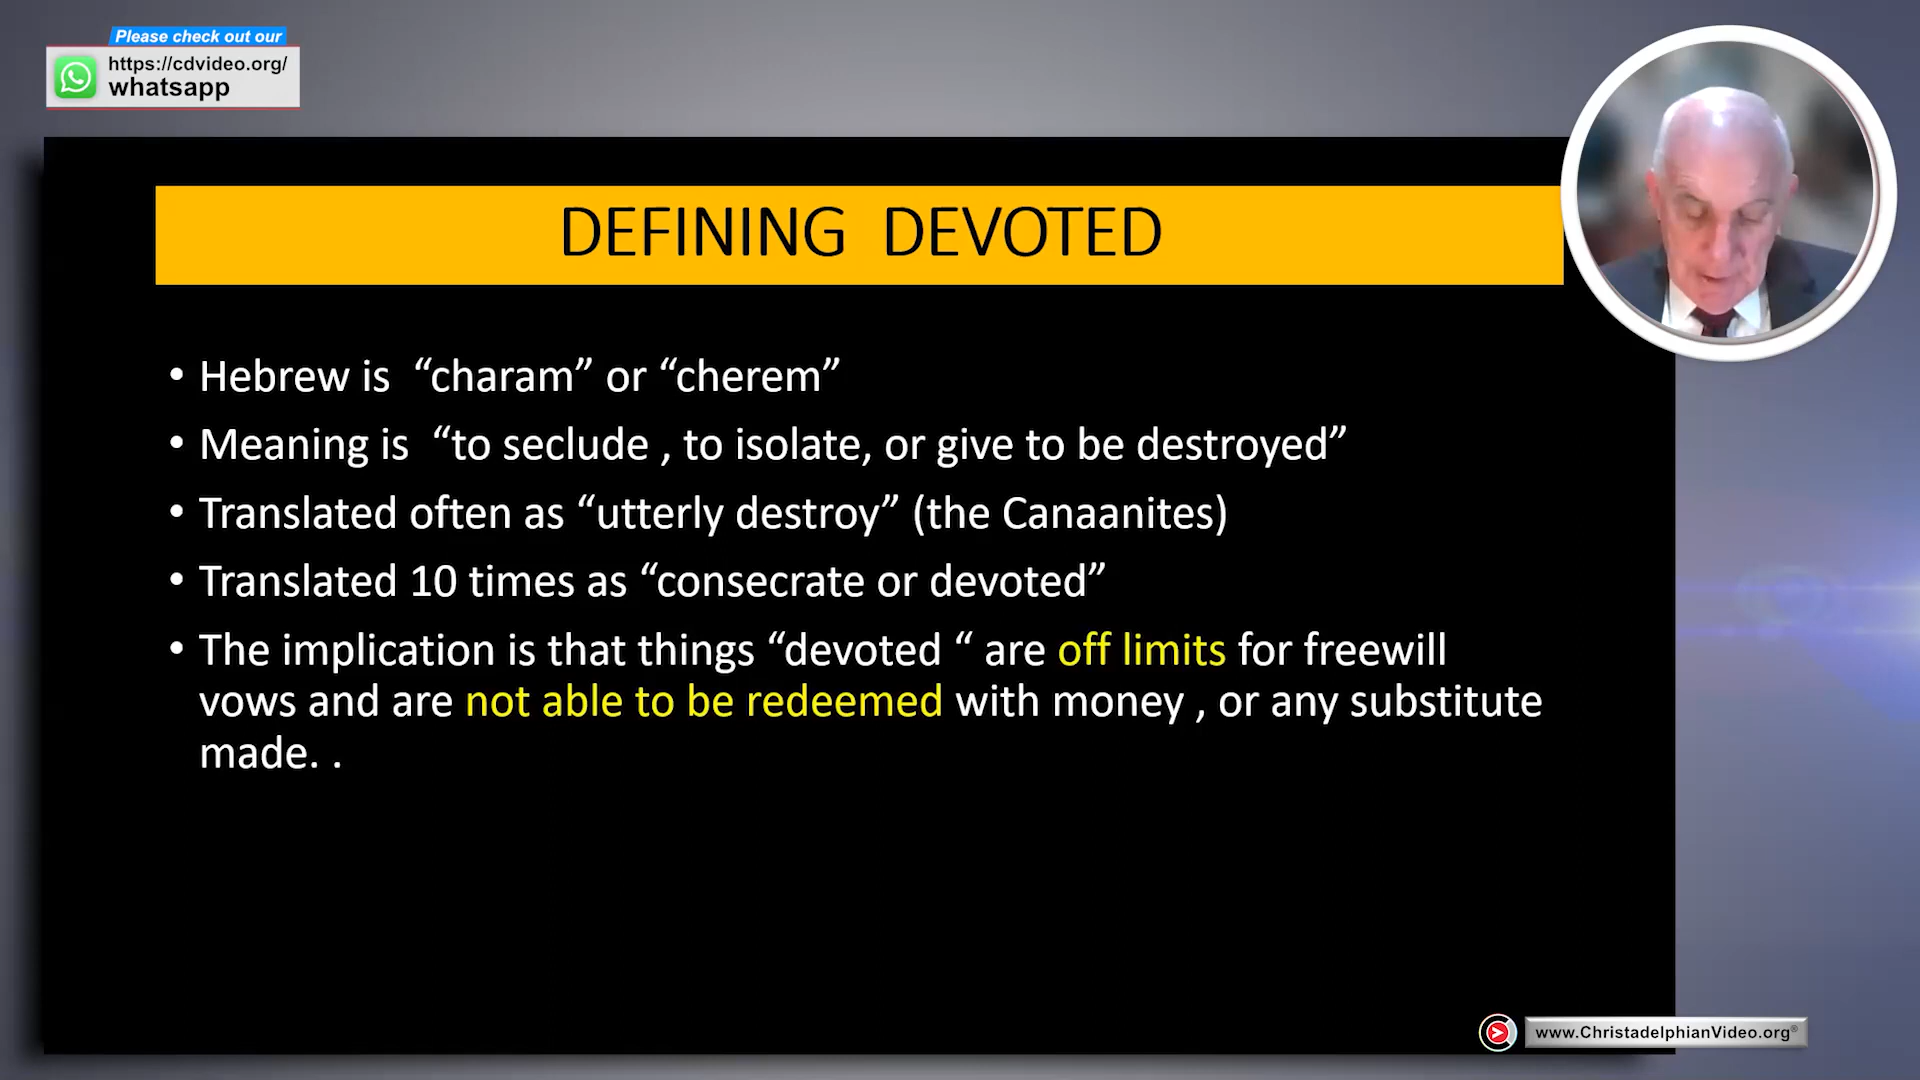 Please check out our
https://cdvideo.org/
whatsapp
DEFINING DEVOTED
• Hebrew is “charam” or “cherem”
• Meaning is “to seclude , to isolate, or give to be destroyed”
• Translated often as “utterly destroy” (the Canaanites)
• Translated 10 times as “consecrate or devoted”
• The implication is that things “devoted “ are off limits for freewill
vows and are not able to be redeemed with money , or any substitute
made. .
www.ChristadelphianVideo.org®